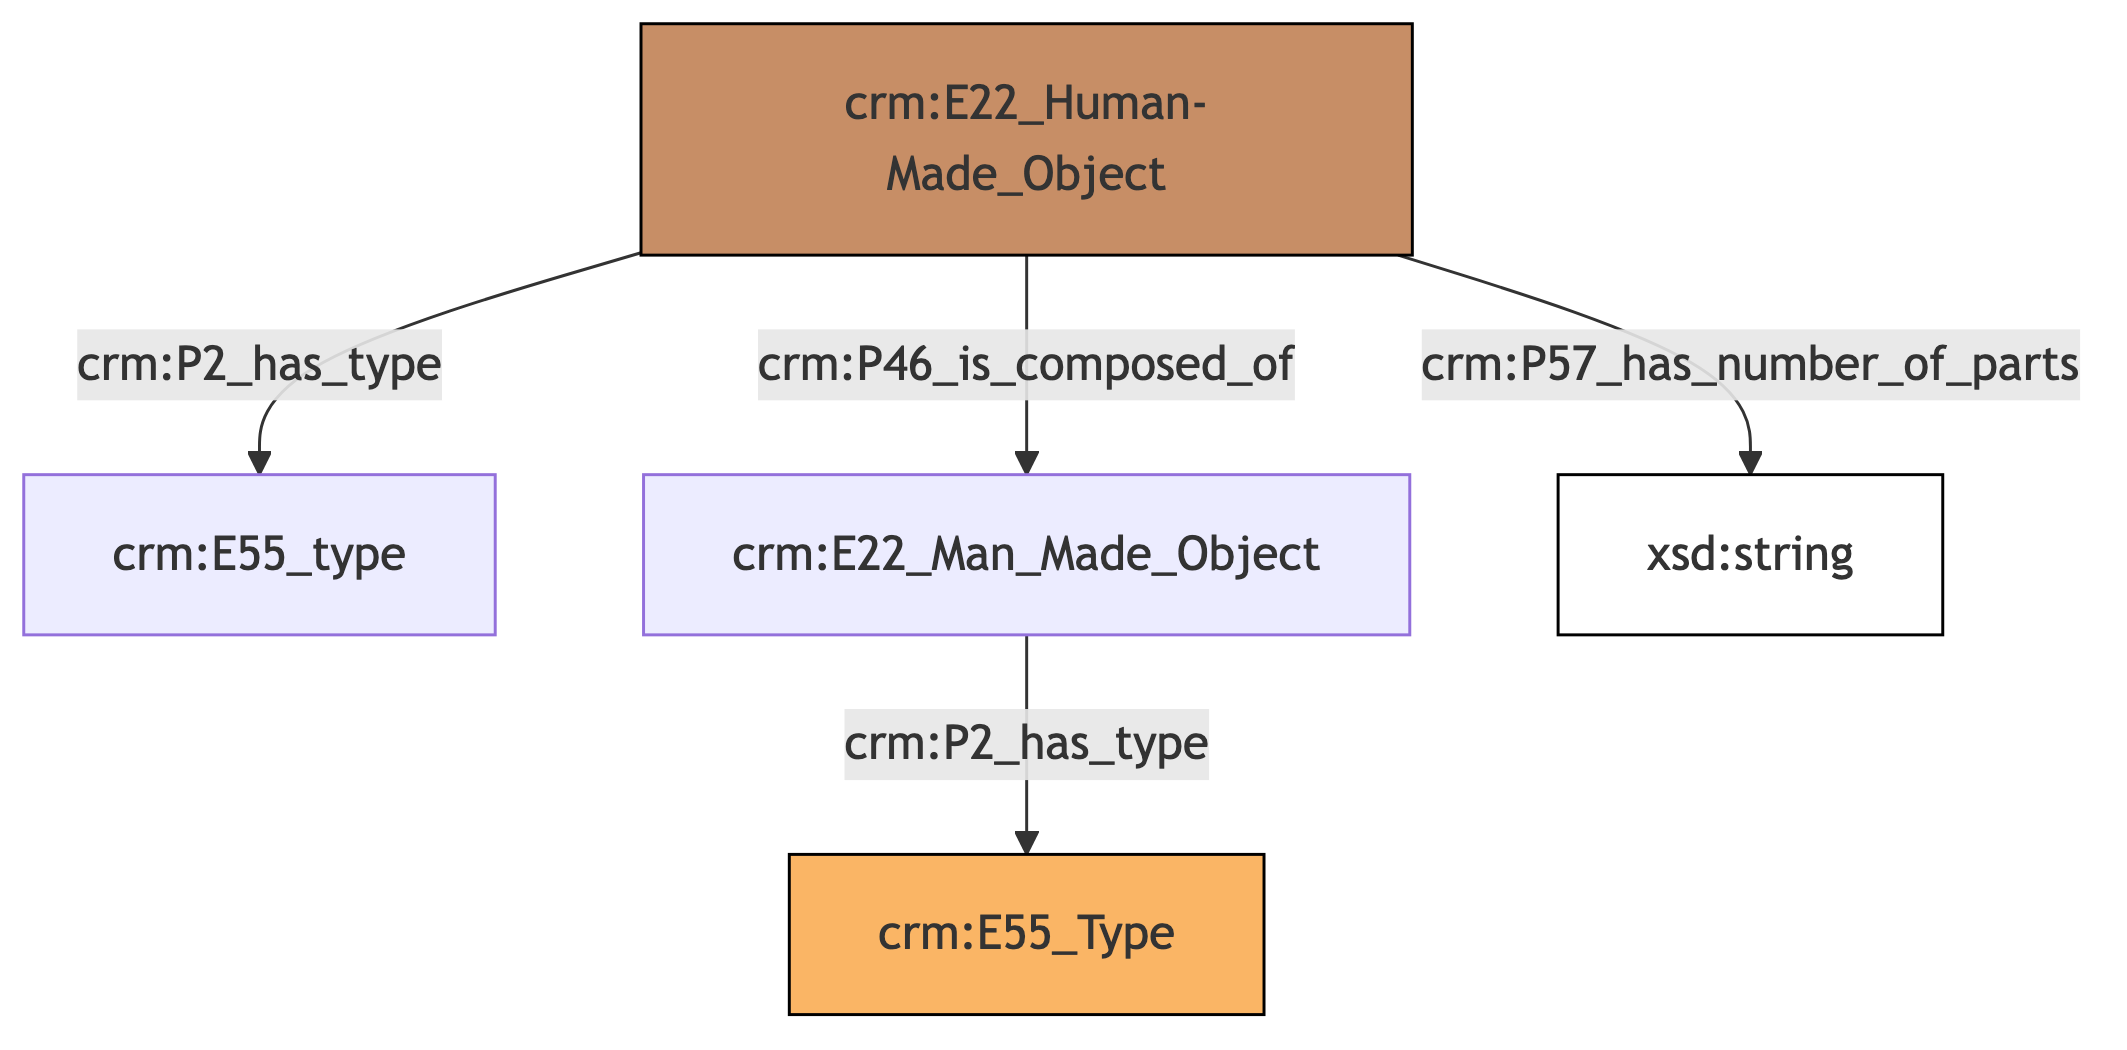 crm:E22_Human-
Made_Object
crm:P2_has_type
crm:P46_is_composed_of
crm:P57_has_number_of_parts
crm:E55_type
crm:E22_Man_Made_Object
xsd:string
crm:P2_has_type
crm:E55_Type